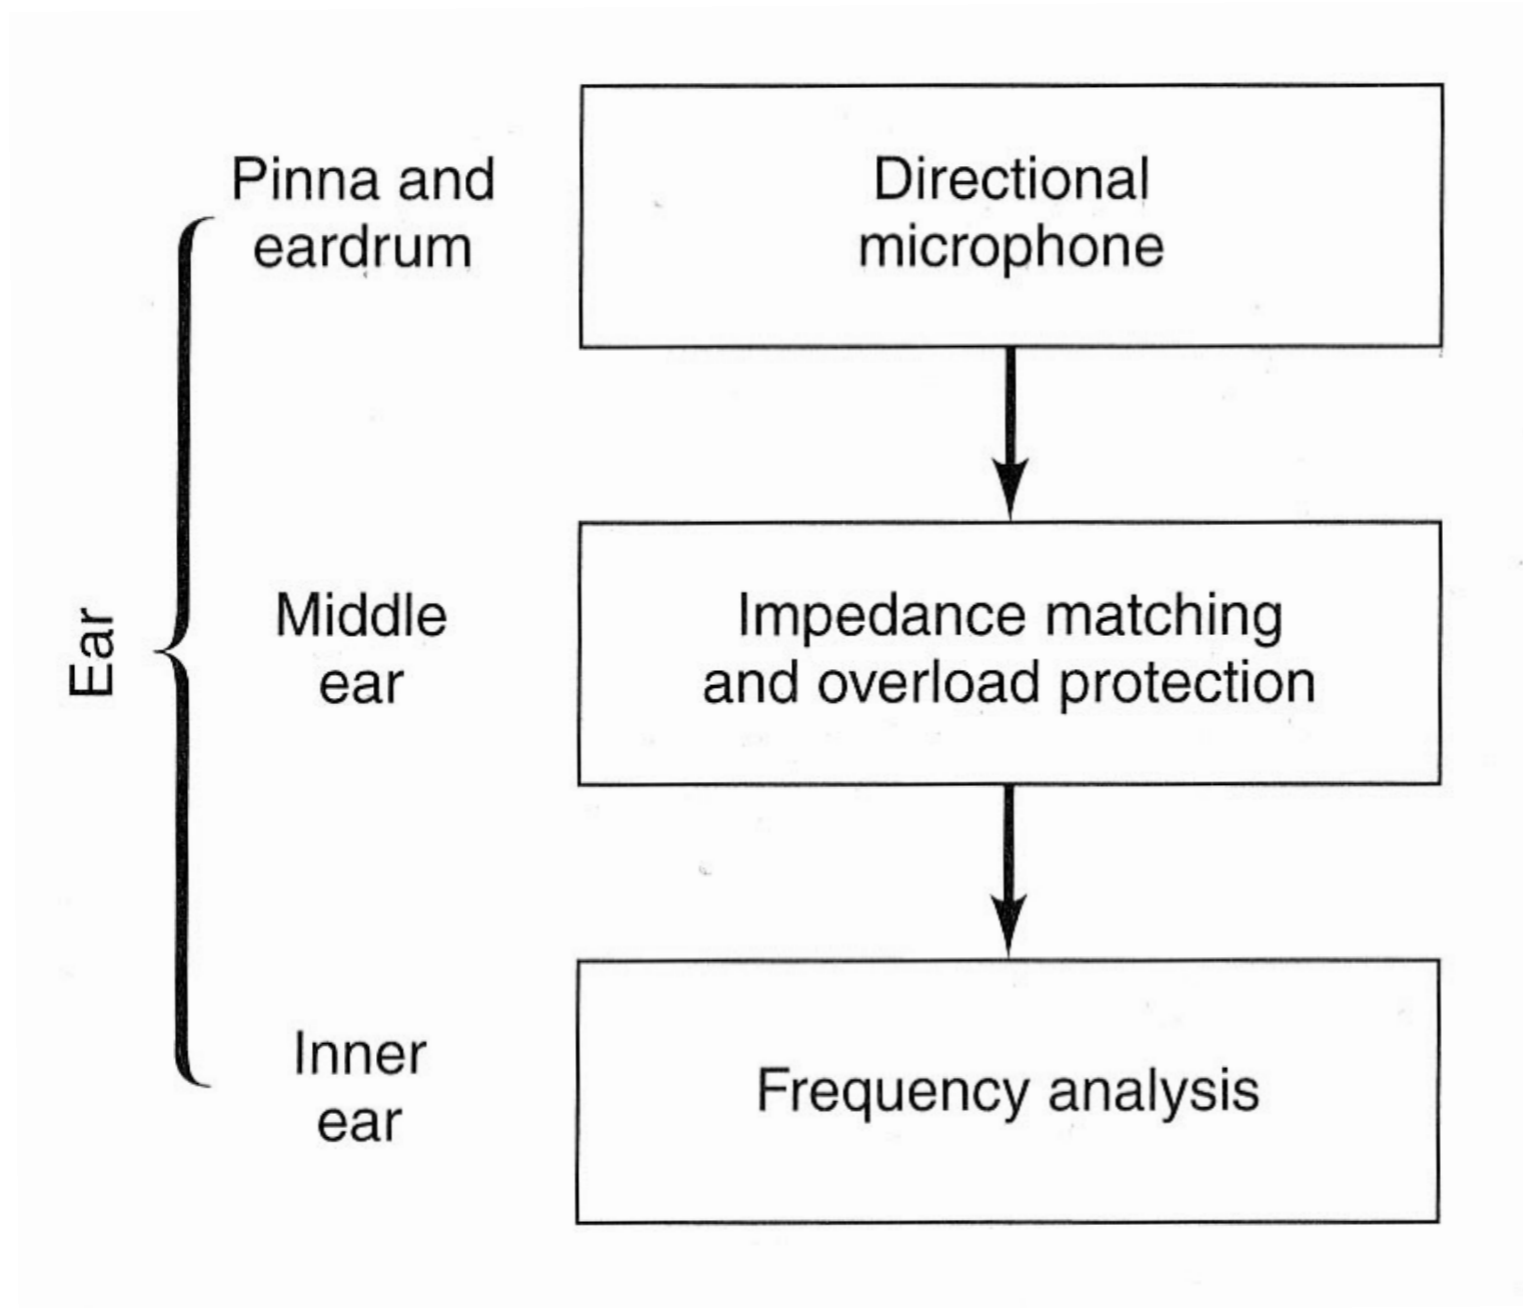 Pinna and
eardrum
Directional
microphone
Ear
Middle
ear
Impedance matching
and overload protection
Inner
ear
Frequency analysis